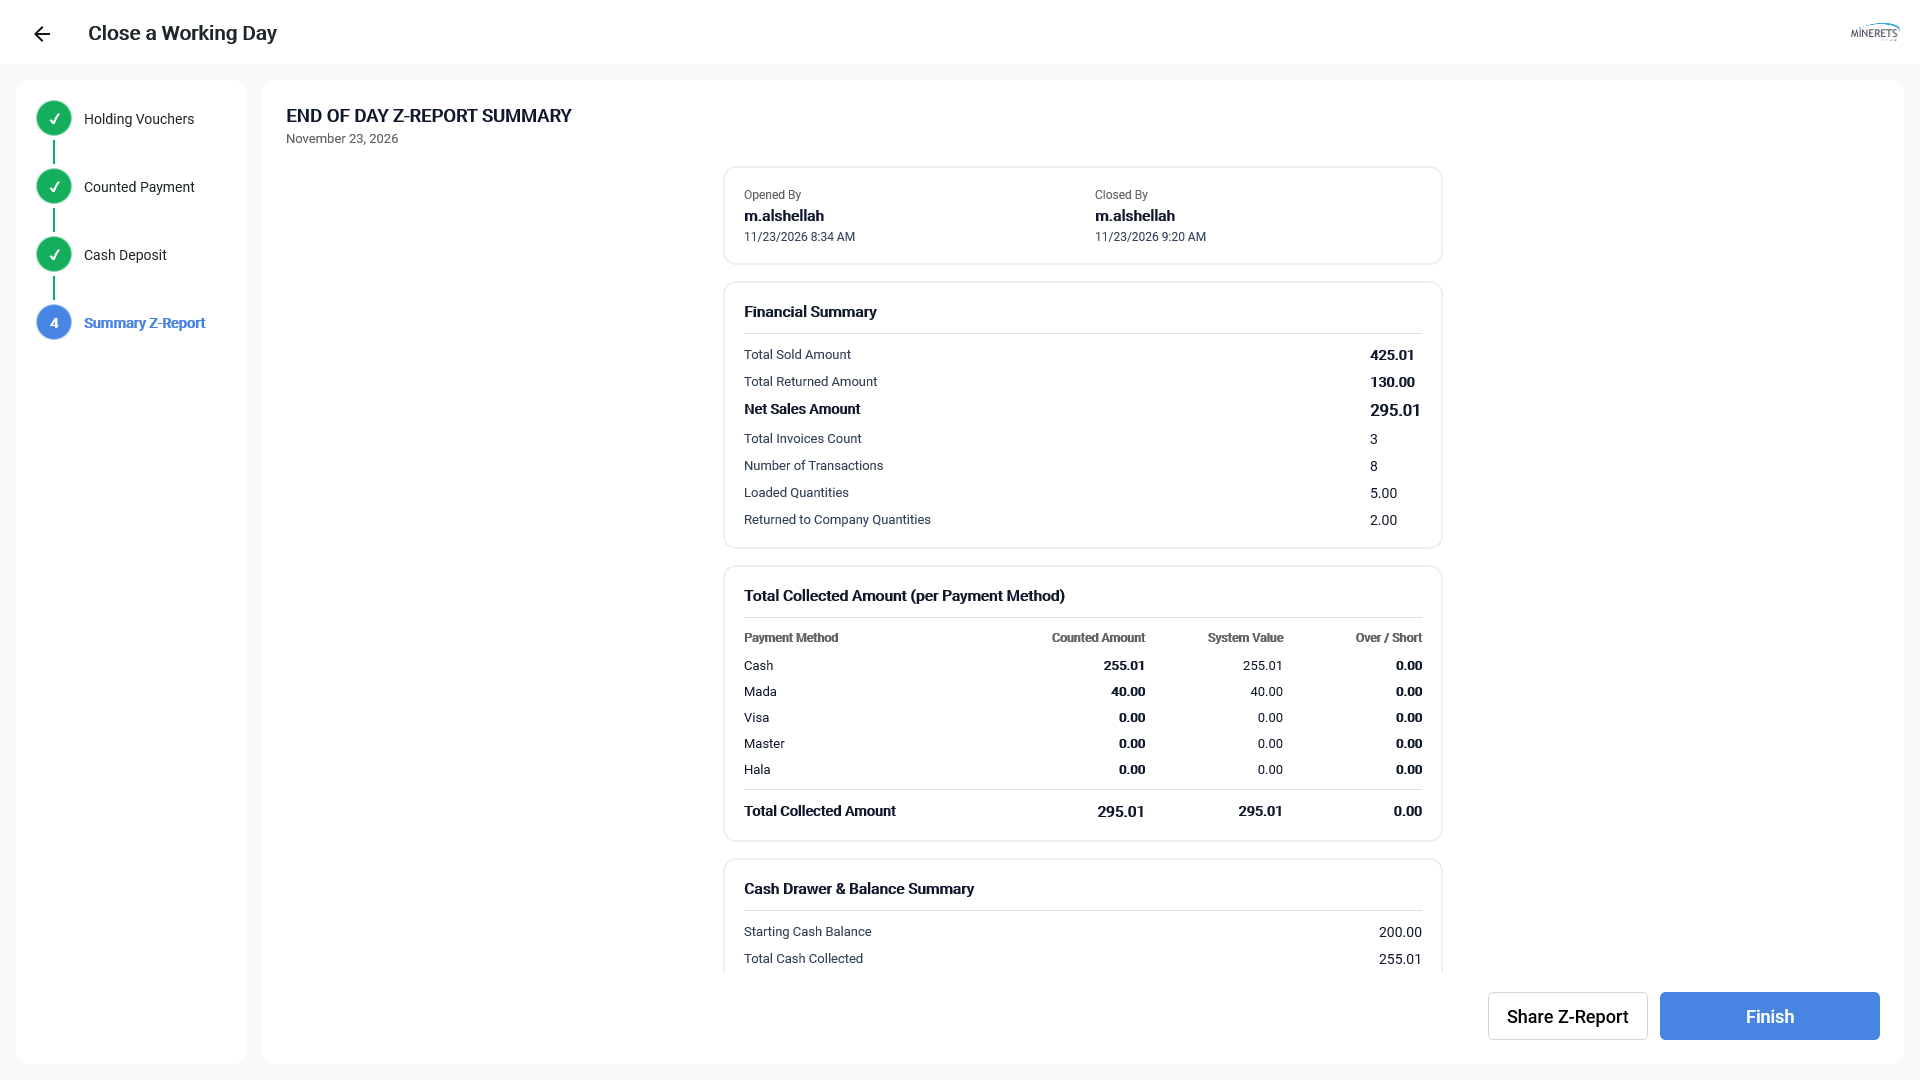 Close a Working Day
MINERETS
Holding Vouchers
Counted Payment
Cash Deposit
4 Summary Z-Report
END OF DAY Z-REPORT SUMMARY
November 23, 2026
Opened By Closed By
m.alshellah m.alshellah
11/23/2026 8:34 AM 11/23/2026 9:20 AM
Financial Summary
Total Sold Amount 425.01
Total Returned Amount 130.00
Net Sales Amount 295.01
Total Invoices Count 3
Number of Transactions 8
Loaded Quantities 5.00
Returned to Company Quantities 2.00
Total Collected Amount (per Payment Method)
Payment Method Counted Amount System Value Over / Short
Cash 255.01 255.01 0.00
Mada 40.00 40.00 0.00
Visa 0.00 0.00 0.00
Master 0.00 0.00 0.00
Hala 0.00 0.00 0.00
Total Collected Amount 295.01 295.01 0.00
Cash Drawer & Balance Summary
Starting Cash Balance 200.00
Total Cash Collected 255.01
Share Z-Report Finish